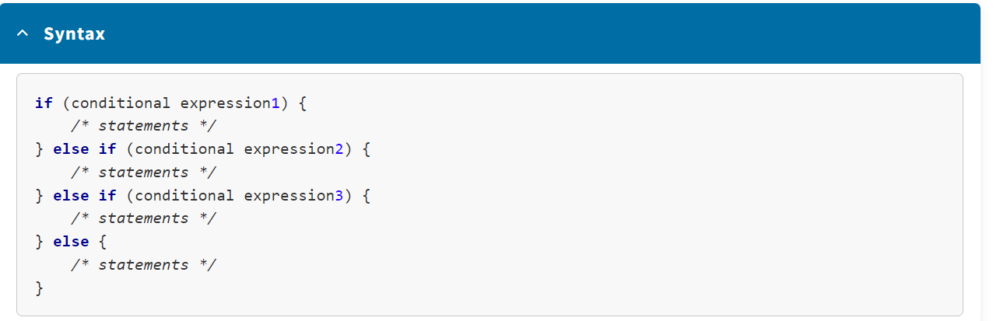 Syntax
if (conditional expression1) {
    /* statements */
} else if (conditional expression2) {
    /* statements */
} else if (conditional expression3) {
    /* statements */
} else {
    /* statements */
}